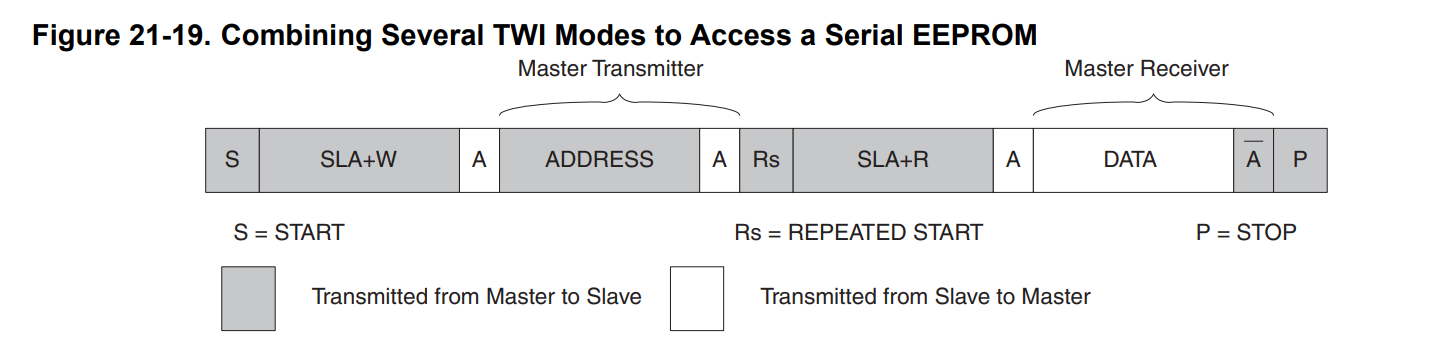 Figure 21-19. Combining Several TWI Modes to Access a Serial EEPROM
Master Transmitter Master Receiver
S SLA+W A ADDRESS A Rs SLA+R A DATA A̅ P
S = START Rs = REPEATED START P = STOP
Transmitted from Master to Slave Transmitted from Slave to Master